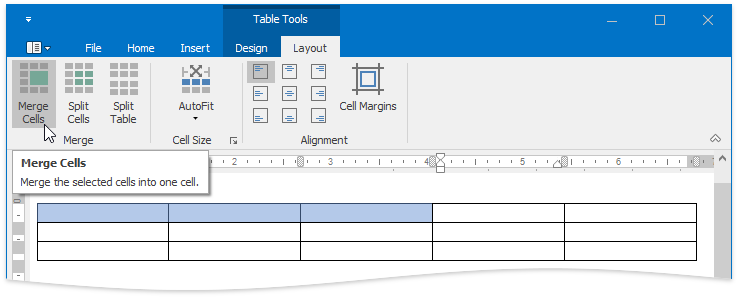 Table Tools
File Home Insert Design Layout
Merge Cells
Split Cells
Split Table
AutoFit
Cell Margins
Merge
Cell Size
Alignment
Merge Cells
Merge the selected cells into one cell.
2 3 4 5 6